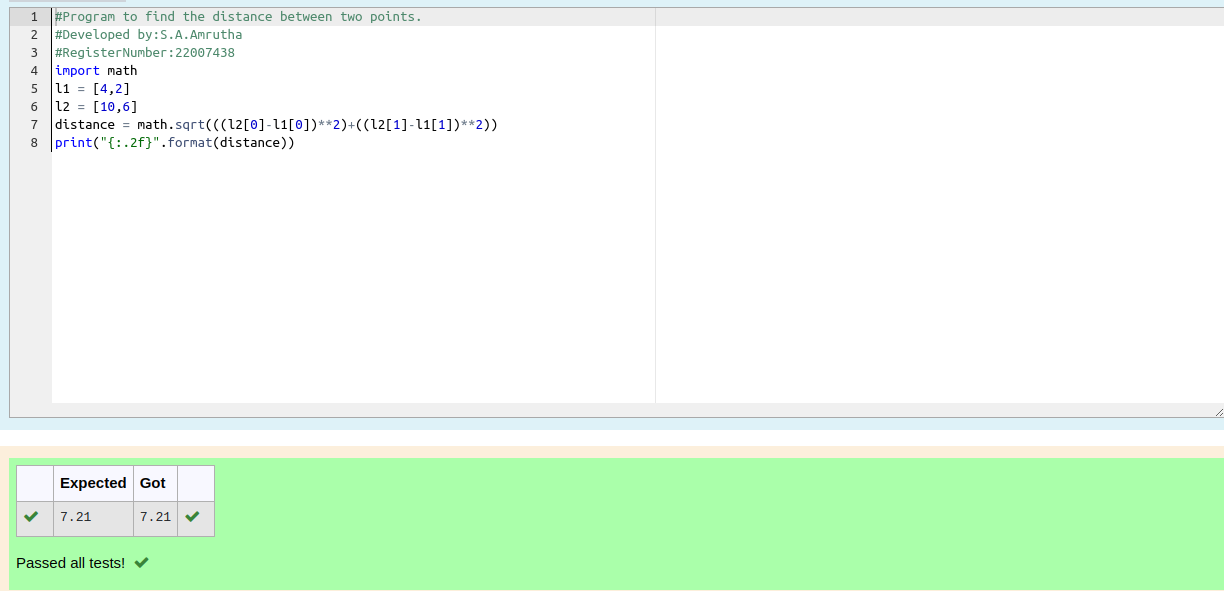 1 #Program to find the distance between two points.
2 #Developed by:S.A.Amrutha
3 #RegisterNumber:22007438
4 import math
5 l1 = [4,2]
6 l2 = [10,6]
7 distance = math.sqrt(((l2[0]-l1[0])**2)+((l2[1]-l1[1])**2))
8 print("{:.2f}".format(distance))
Expected Got
7.21 7.21
Passed all tests!